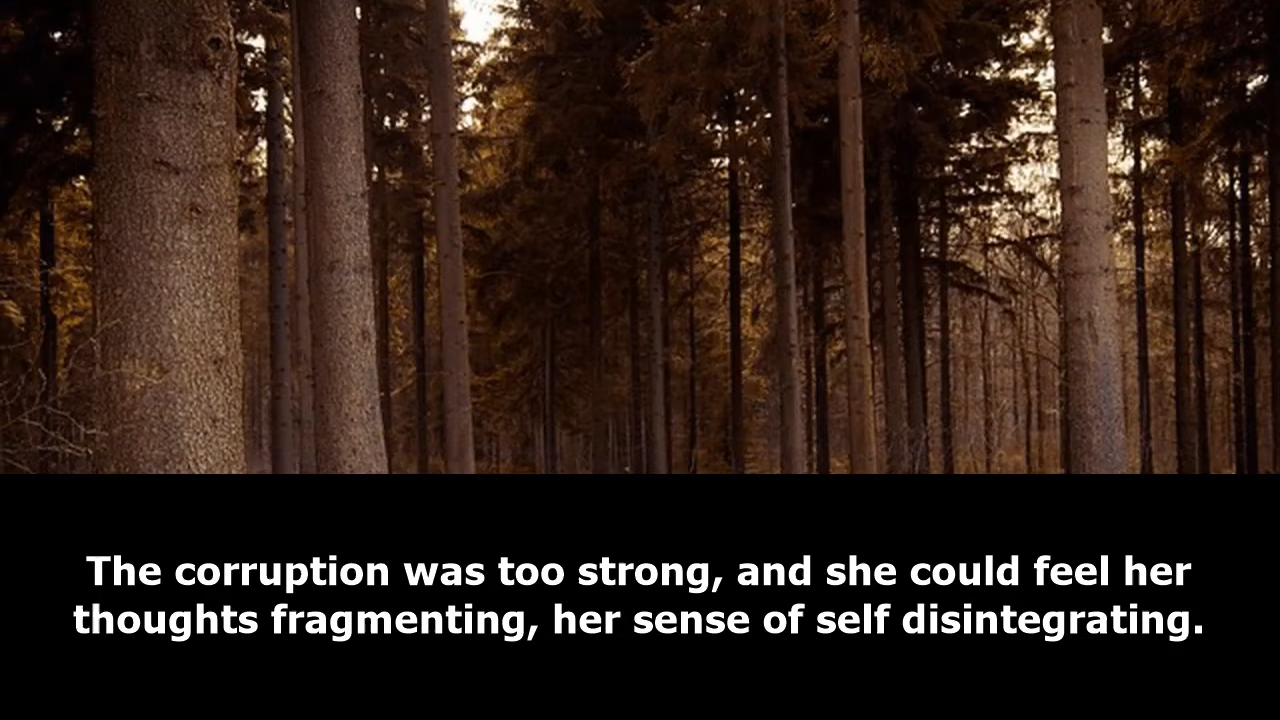 The corruption was too strong, and she could feel her
thoughts fragmenting, her sense of self disintegrating.